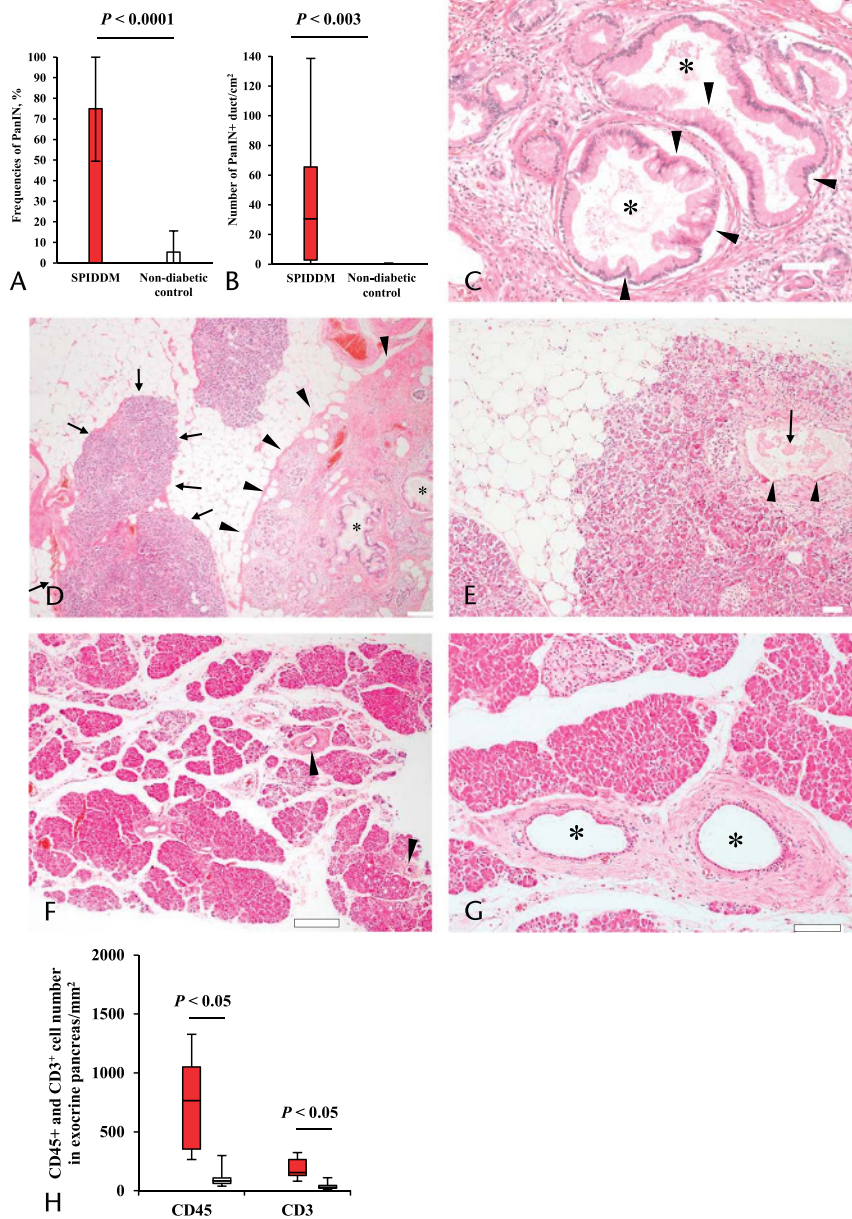 P < 0.0001
P < 0.003
Frequencies of PanIN, %
100
90
80
70
60
50
40
30
20
10
0
SPIDDM
Non-diabetic
control
A
Number of PanIN+ duct/cm²
140
120
100
80
60
40
20
0
SPIDDM
Non-diabetic
control
B
*
*
C
*
*
D
E
F
*
*
G
CD45+ and CD3⁺ cell number
in exocrine pancreas/mm²
2000
1500
1000
500
0
P < 0.05
P < 0.05
CD45
CD3
H